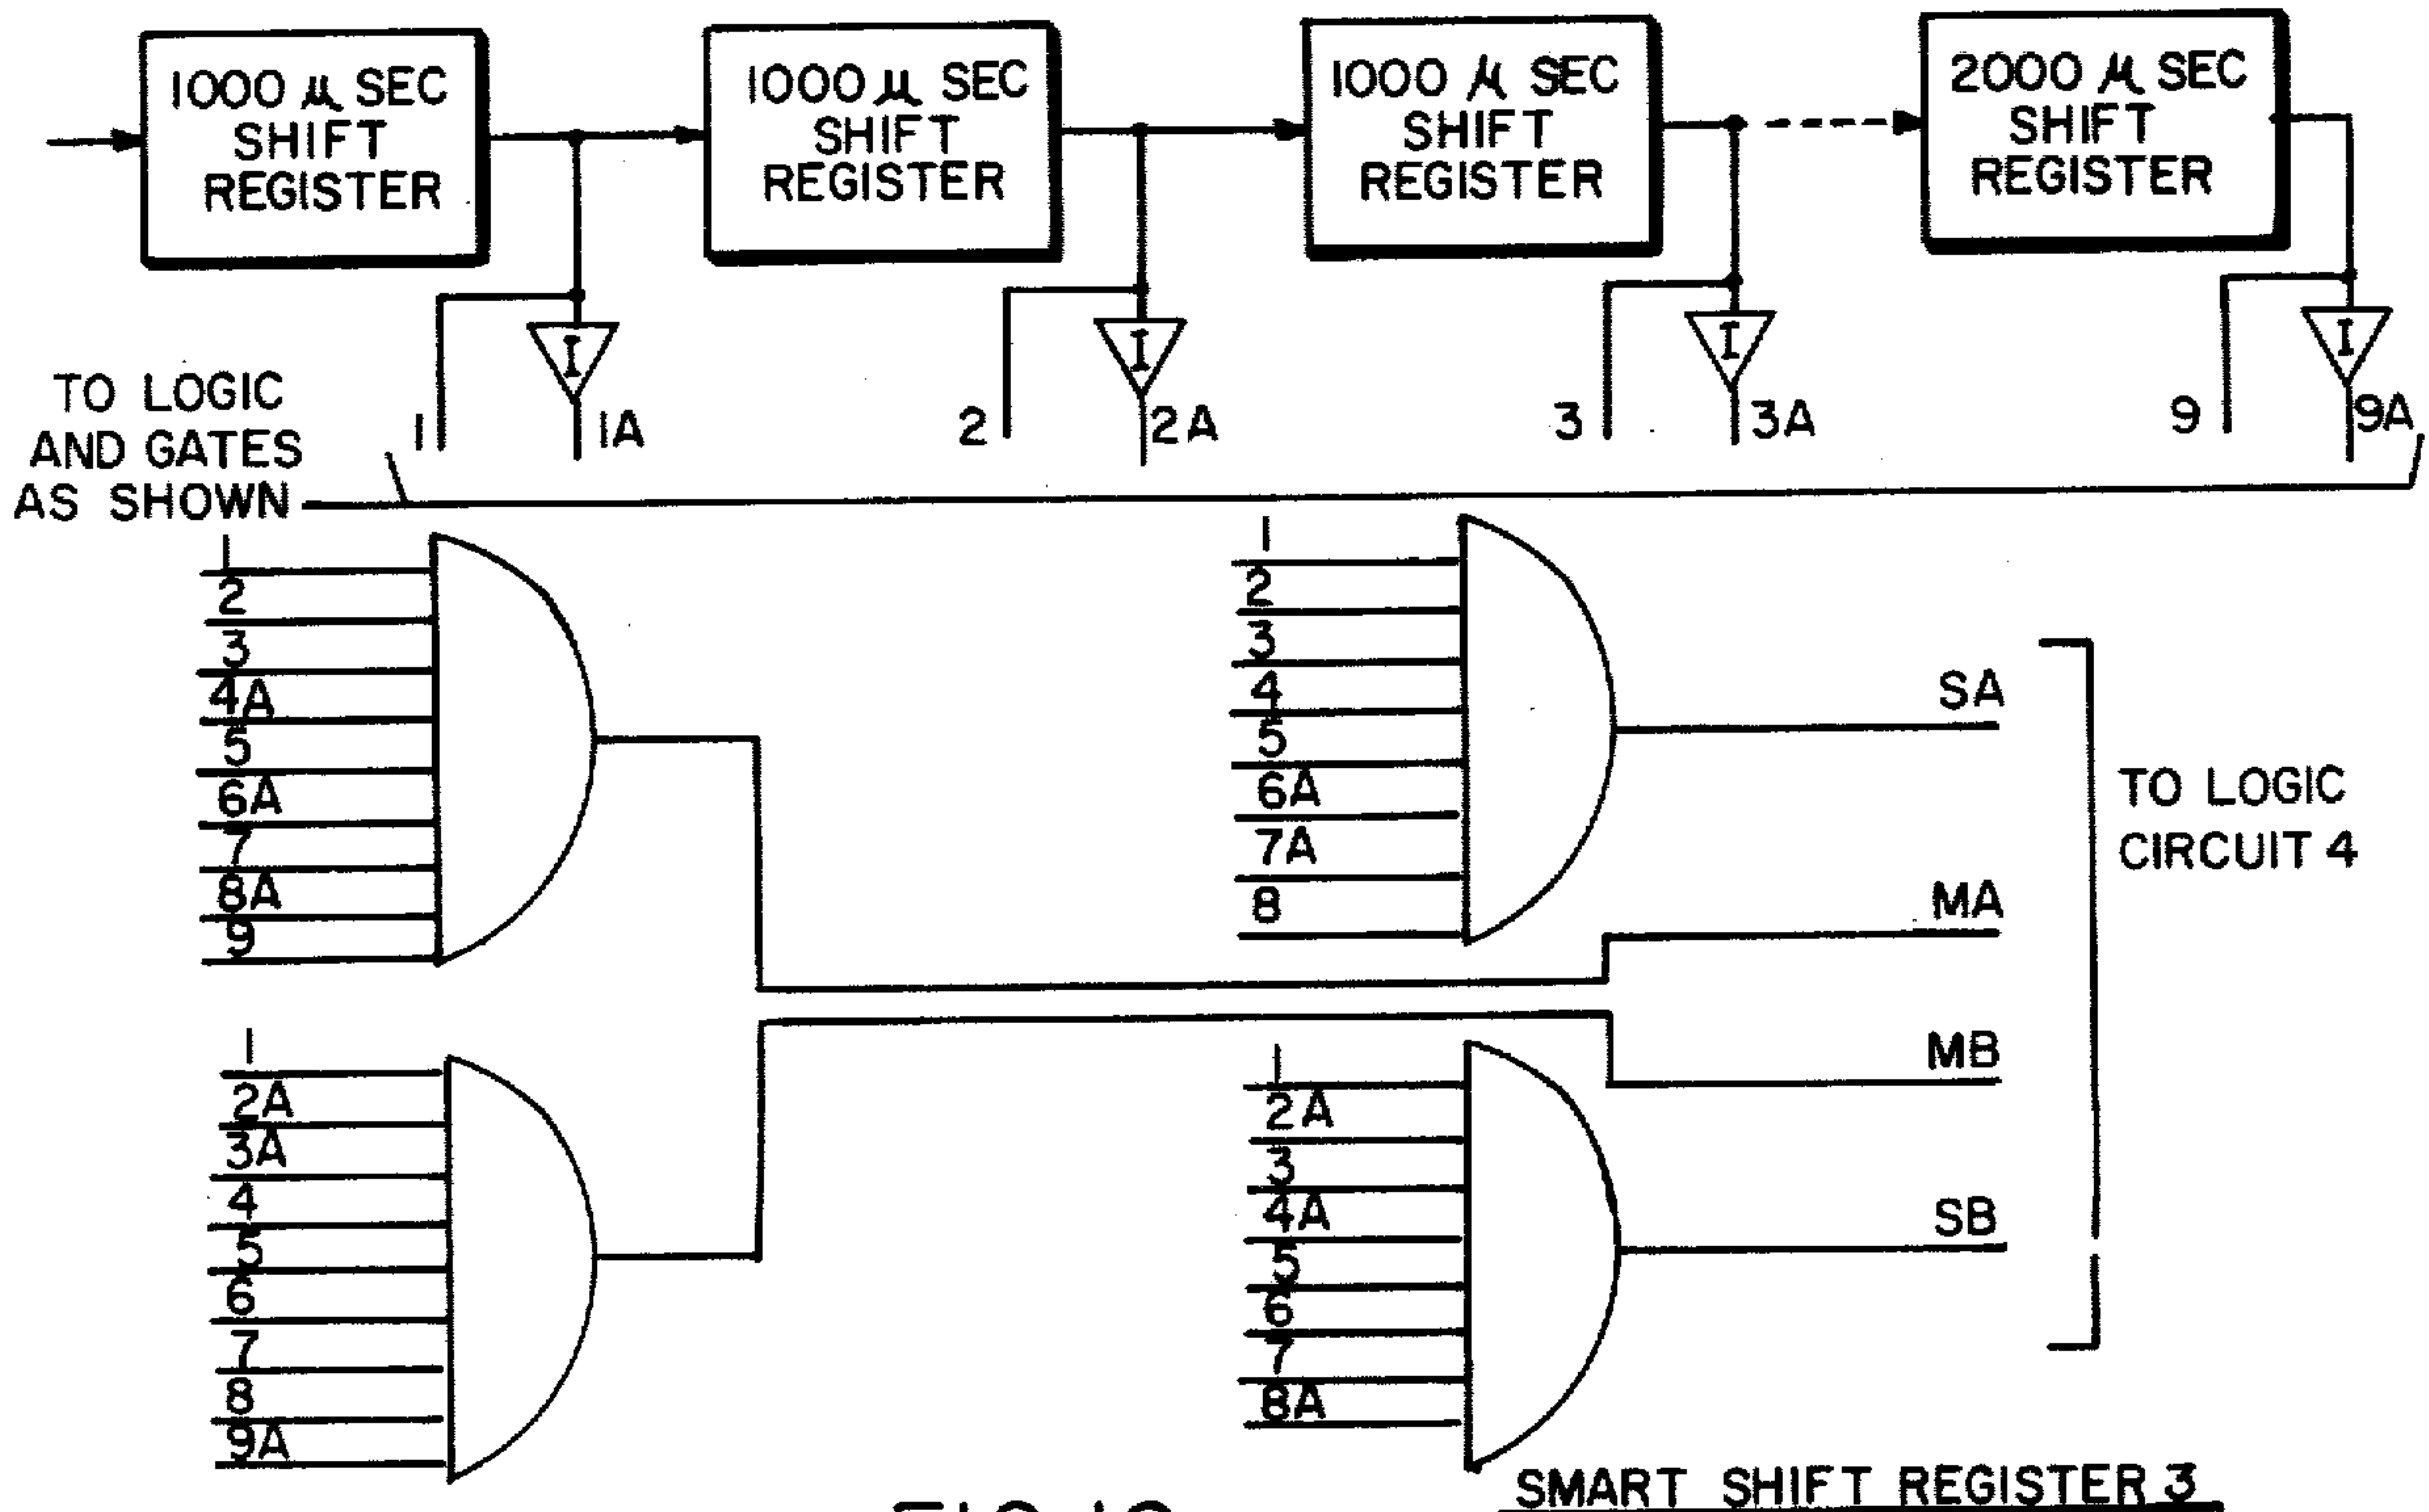 1000 μ SEC
SHIFT
REGISTER
1000 μ SEC
SHIFT
REGISTER
1000 μ SEC
SHIFT
REGISTER
2000 μ SEC
SHIFT
REGISTER
I
I
I
I
1
1A
2
2A
3
3A
9
9A
TO LOGIC
AND GATES
AS SHOWN
1
2
3
4A
5
6A
7
8A
9
1
2
3
4
5
6A
7A
8
SA
MA
MB
SB
TO LOGIC
CIRCUIT 4
1
2A
3A
4
5
6
7
8
9A
1
2A
3
4A
5
6
7
8A
SMART SHIFT REGISTER 3